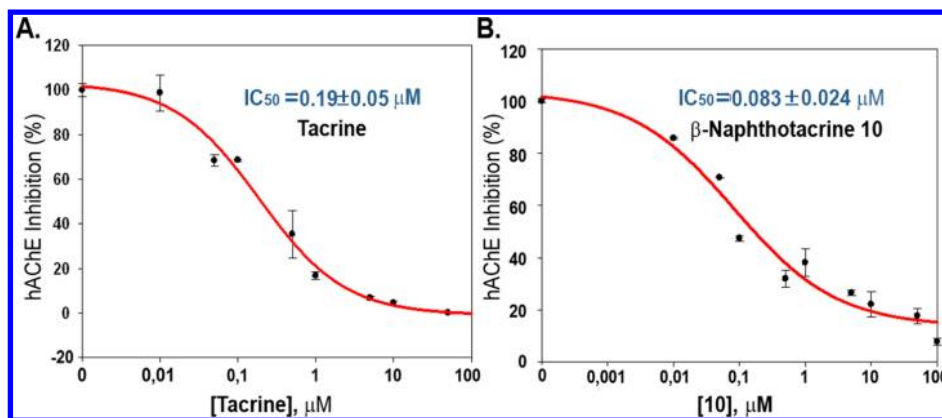 A.
hAChE Inhibition (%)
120
100
80
60
40
20
0
-20
IC50 =0.19±0.05 μM
Tacrine
0 0,01 0,1 1 10 100
[Tacrine], μM
B.
hAChE Inhibition (%)
120
100
80
60
40
20
0
IC50=0.083±0.024 μM
β-Naphthotacrine 10
0 0,001 0,01 0,1 1 10 100
[10], μM